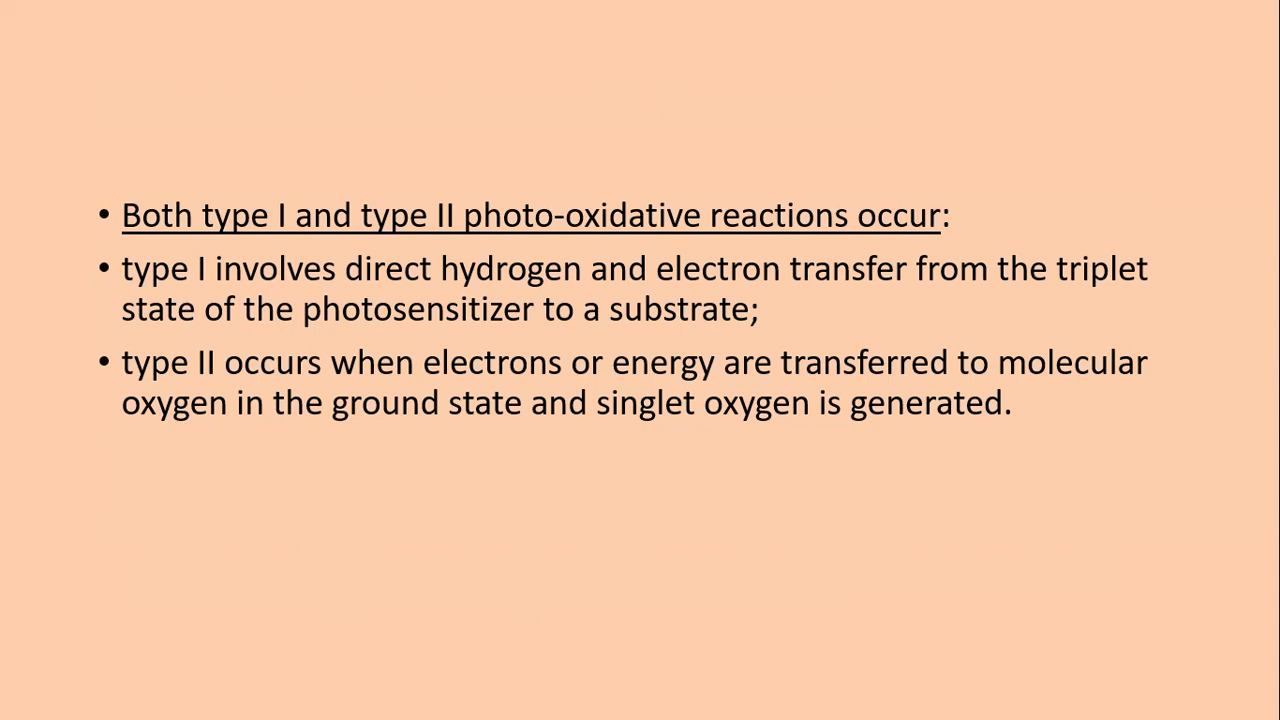 • Both type I and type II photo-oxidative reactions occur:
• type I involves direct hydrogen and electron transfer from the triplet
state of the photosensitizer to a substrate;
• type II occurs when electrons or energy are transferred to molecular
oxygen in the ground state and singlet oxygen is generated.